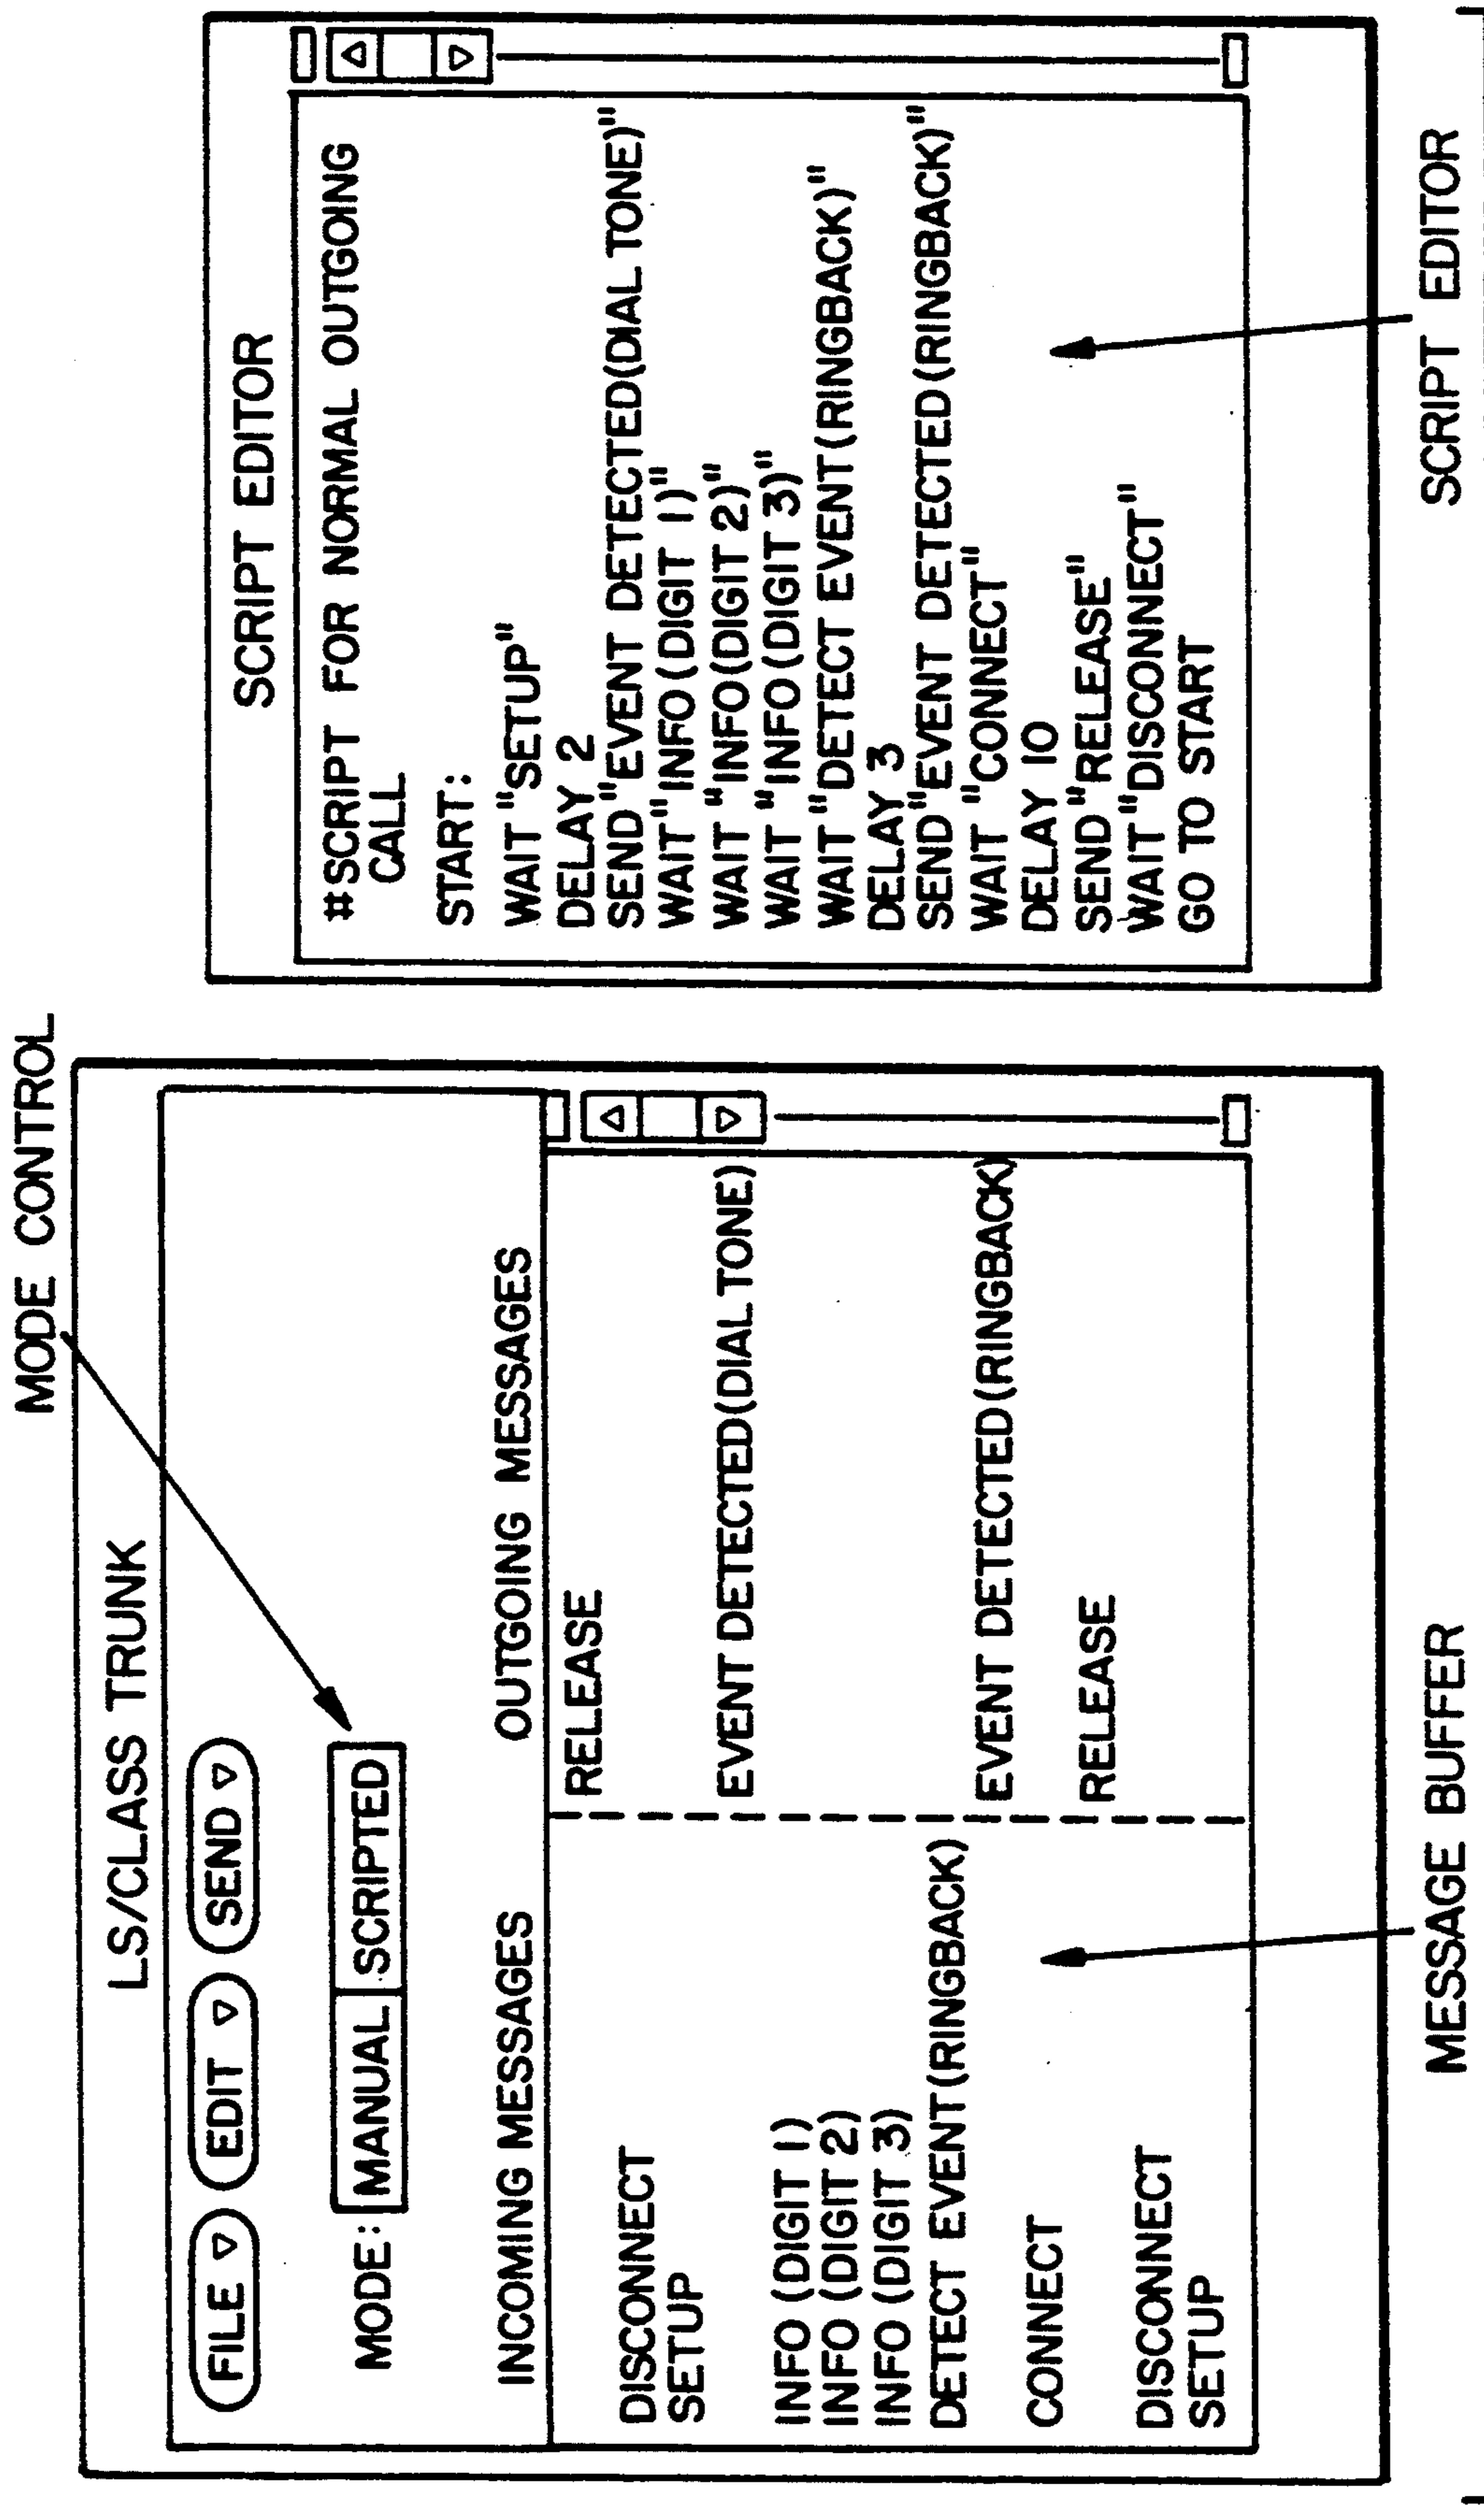 MODE CONTROL
LS/CLASS TRUNK
FILE EDIT SEND
MODE: MANUAL SCRIPTED
INCOMING MESSAGES OUTGOING MESSAGES
RELEASE
DISCONNECT
SETUP
EVENT DETECTED(DIALTONE)
INFO (DIGIT 1)
INFO (DIGIT 2)
INFO (DIGIT 3)
DETECT EVENT(RINGBACK)
EVENT DETECTED(RINGBACK)
CONNECT
RELEASE
DISCONNECT
SETUP
MESSAGE BUFFER
SCRIPT EDITOR
#SCRIPT FOR NORMAL OUTGOING
CALL
START:
WAIT "SETUP"
DELAY 2
SEND"EVENT DETECTED(DIALTONE)"
WAIT"INFO(DIGIT 1)"
WAIT "INFO(DIGIT 2)"
WAIT "INFO(DIGIT 3)"
WAIT "DETECT EVENT(RINGBACK)"
DELAY 3
SEND"EVENT DETECTED(RINGBACK)"
WAIT "CONNECT"
DELAY 10
SEND "RELEASE"
WAIT"DISCONNECT"
GO TO START
SCRIPT EDITOR